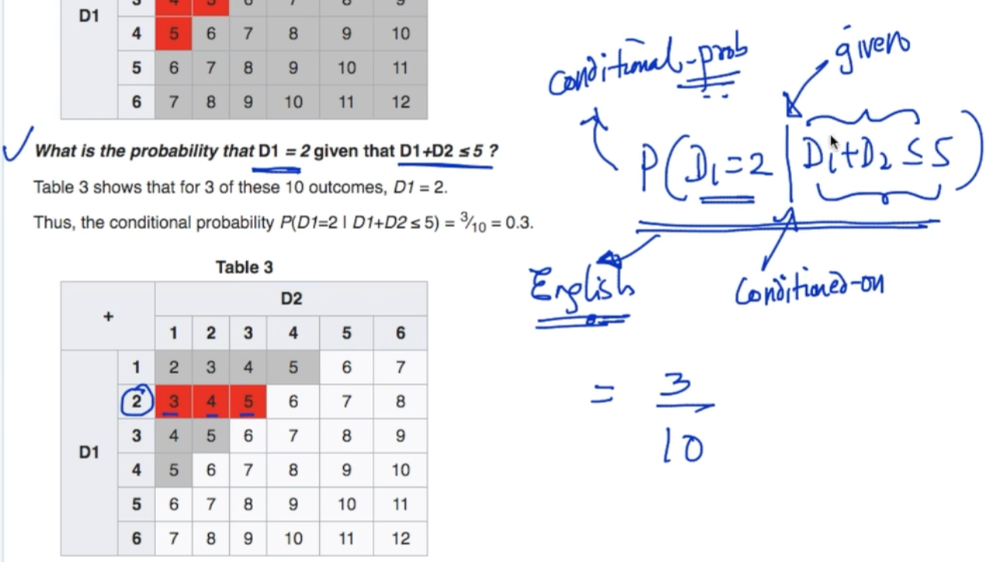 3 4 5 6 7 8 9
D1
4 5 6 7 8 9 10
5 6 7 8 9 10 11
6 7 8 9 10 11 12
What is the probability that D1 = 2 given that D1+D2 ≤ 5 ?
Table 3 shows that for 3 of these 10 outcomes, D1 = 2.
Thus, the conditional probability P(D1=2 | D1+D2 ≤ 5) = 3⁄10 = 0.3.
Table 3
+ D2
1 2 3 4 5 6
1 2 3 4 5 6 7
2 3 4 5 6 7 8
3 4 5 6 7 8 9
D1
4 5 6 7 8 9 10
5 6 7 8 9 10 11
6 7 8 9 10 11 12
conditional-prob
given
P(D1=2 | D1+D2 ≤ 5)
English
Conditioned-on
= 3
10